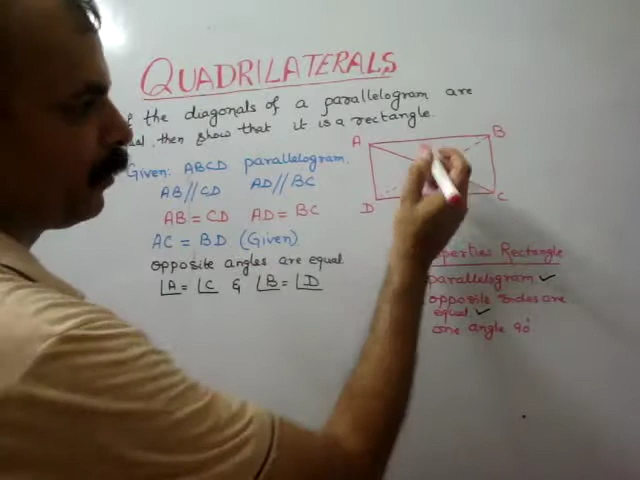 QUADRILATERALS
the diagonals of a parallelogram are
then show that it is a rectangle.
Given: ABCD parallelogram.
AB//CD AD//BC
AB = CD AD = BC
AC = BD (Given)
opposite angles are equal
∠A = ∠C & ∠B = ∠D
A B
D C
Rectangle
parallelogram ✓
opposite sides are
equal ✓
one angle 90°